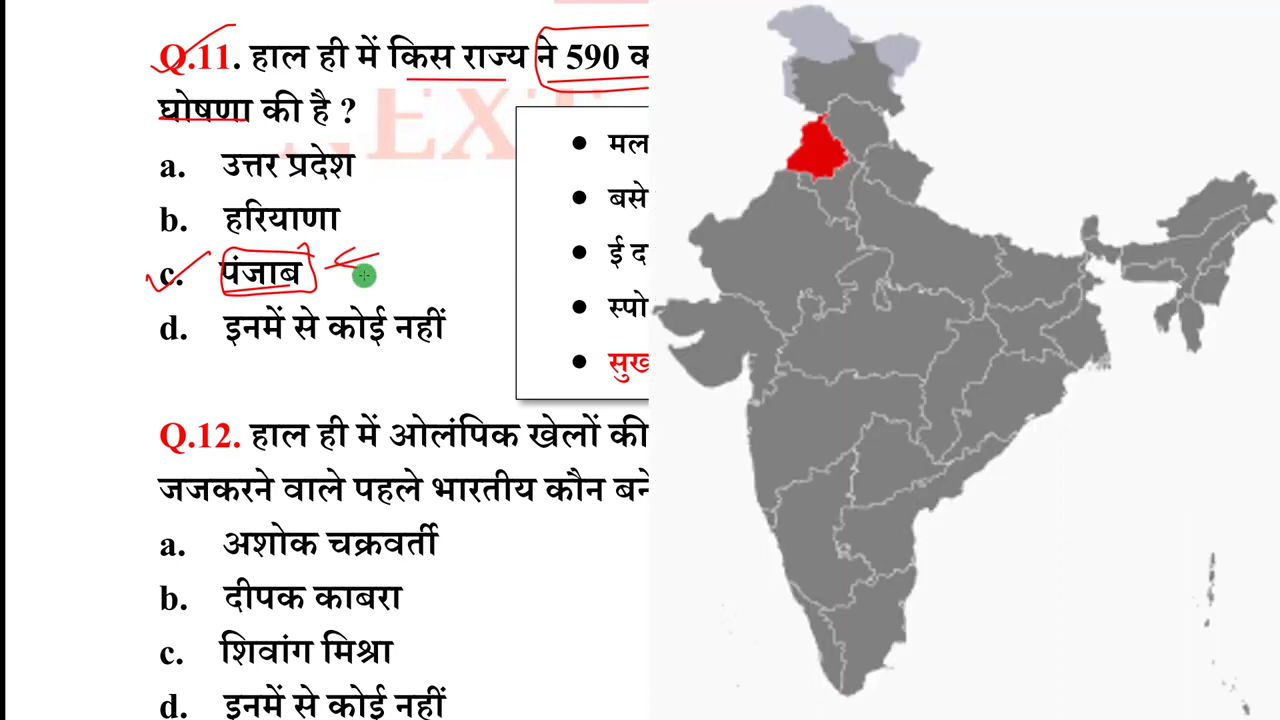 Q.11. हाल ही में किस राज्य ने 590 क
घोषणा की है ?
a. उत्तर प्रदेश
b. हरियाणा
c. पंजाब
d. इनमें से कोई नहीं
• मल
• बसे
• ई द
• स्पो
• सुख
Q.12. हाल ही में ओलंपिक खेलों की
जजकरने वाले पहले भारतीय कौन बने
a. अशोक चक्रवर्ती
b. दीपक काबरा
c. शिवांग मिश्रा
d. इनमें से कोई नहीं